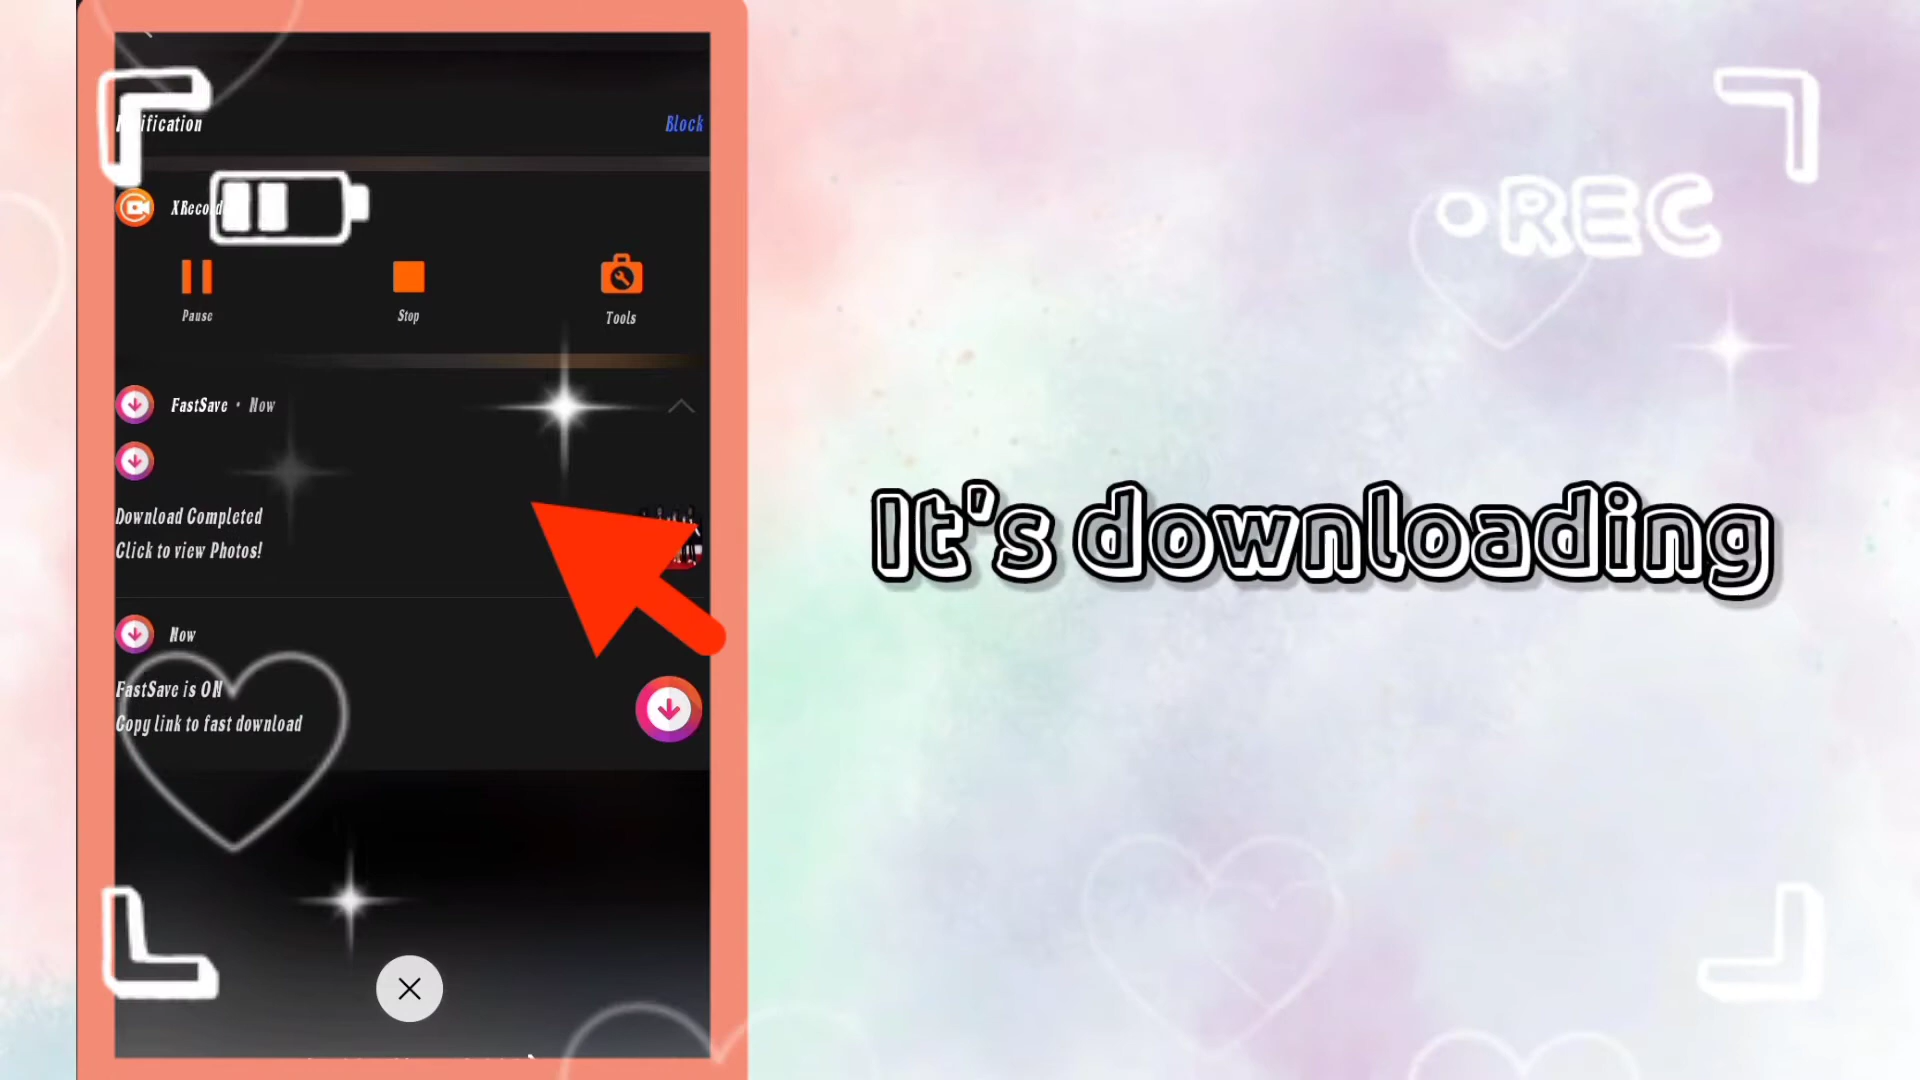 Block
XRecord
Pause
Stop
Tools
FastSave • Now
Download Completed
Click to view Photos!
Now
FastSave is ON
Copy link to fast download
REC
It's downloading